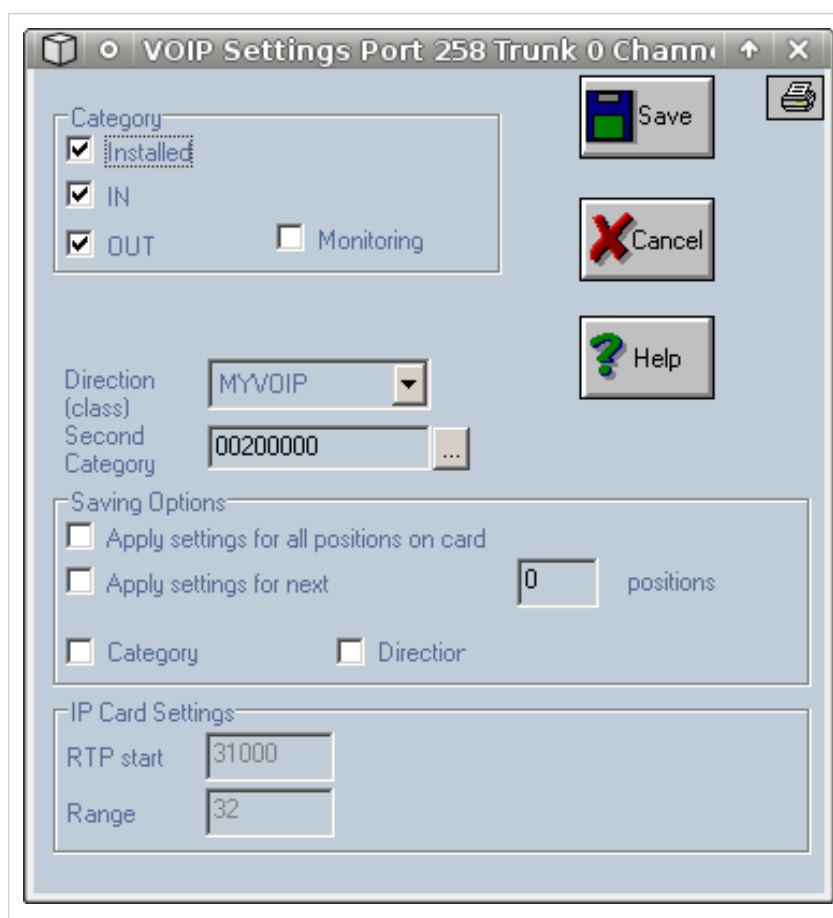 VOIP Settings Port 258 Trunk 0 Channe
Save
Category
Installed
IN
OUT
Monitoring
Cancel
Help
Direction
(class)
MYVOIP
Second
Category
00200000
...
Saving Options
Apply settings for all positions on card
Apply settings for next
0
positions
Category
Direction
IP Card Settings
RTP start
31000
Range
32